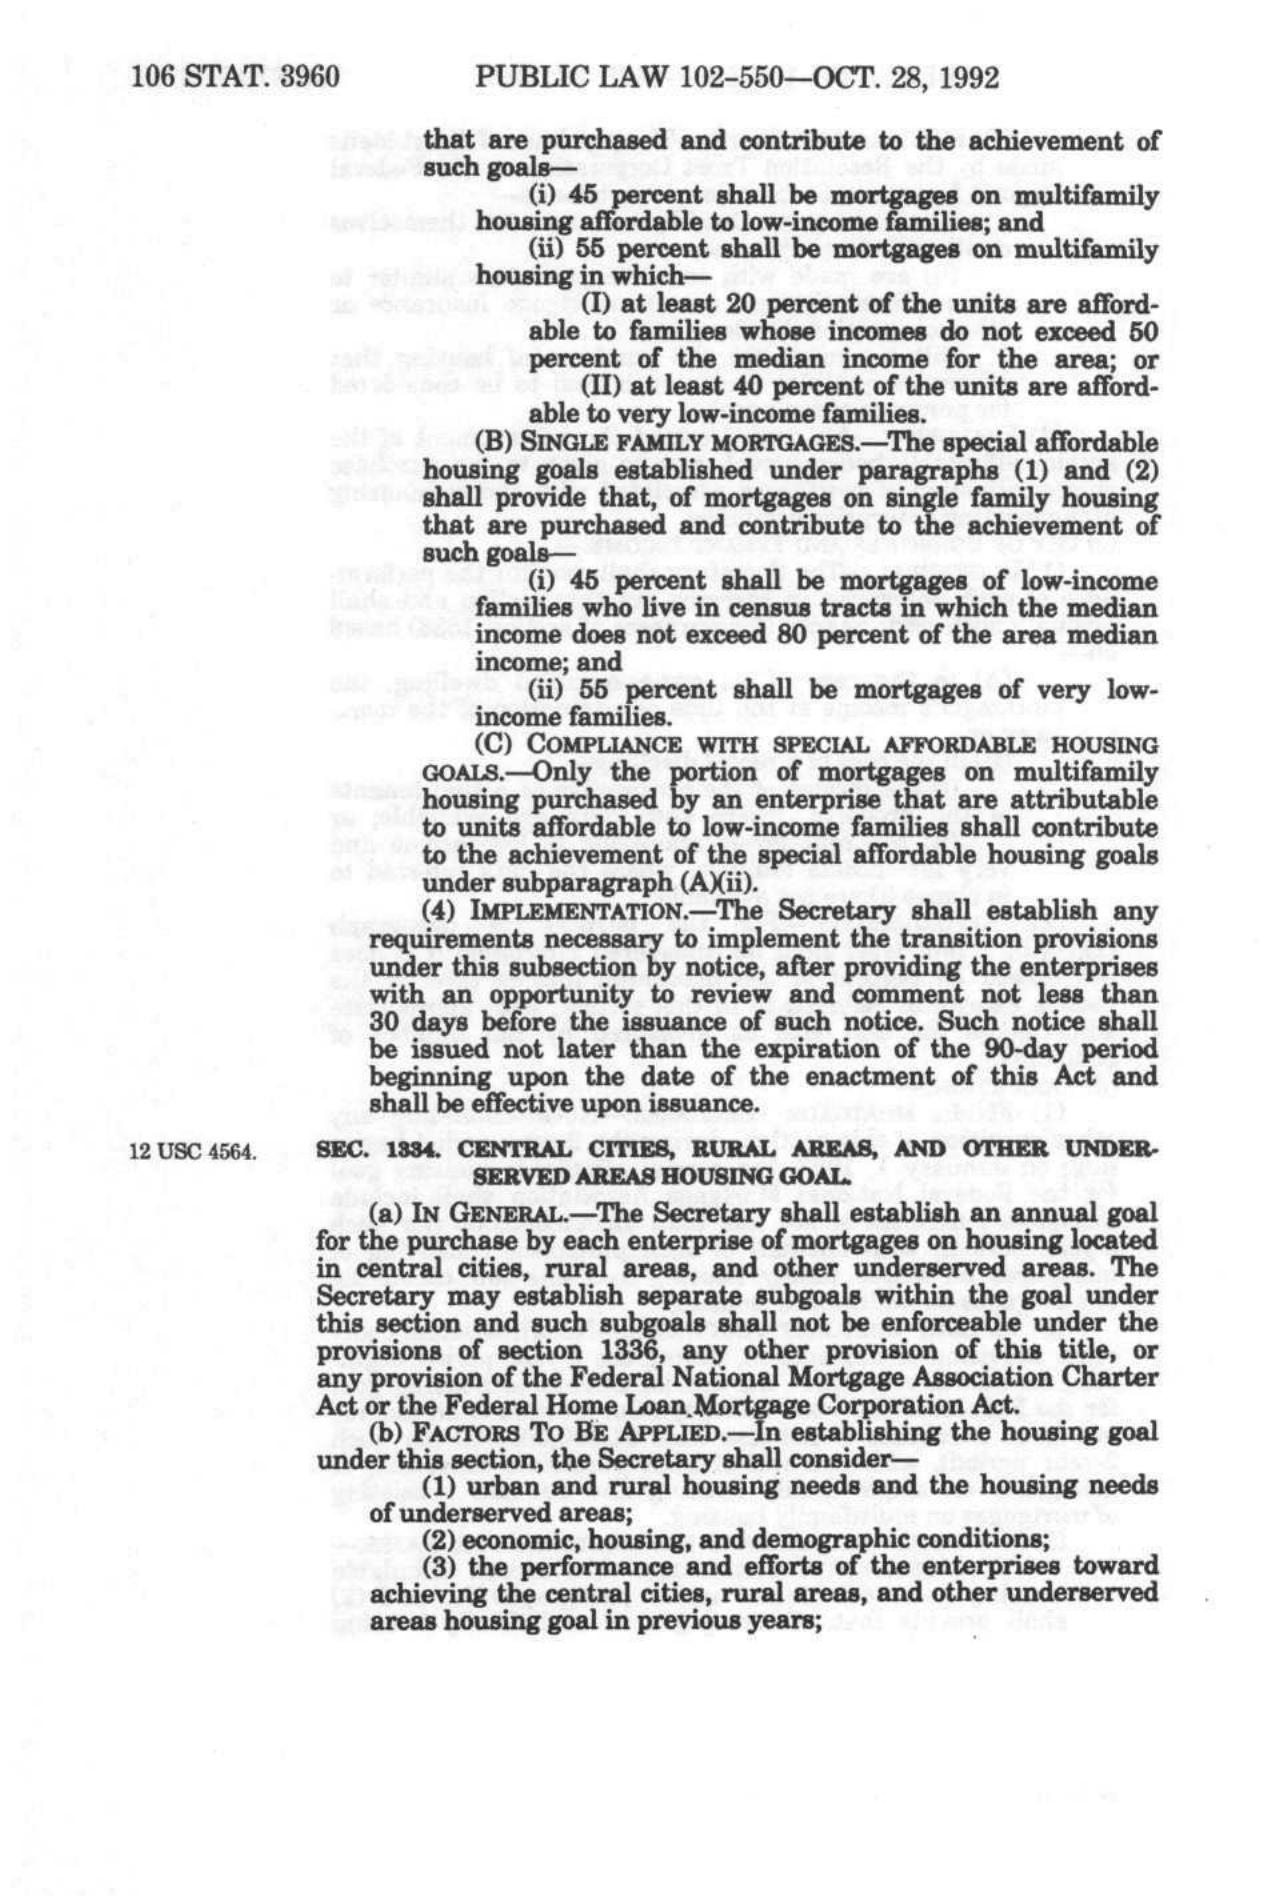 106 STAT. 3960 PUBLIC LAW 102–550—OCT. 28, 1992
that are purchased and contribute to the achievement of
such goals—
(i) 45 percent shall be mortgages on multifamily
housing affordable to low-income families; and
(ii) 55 percent shall be mortgages on multifamily
housing in which—
(I) at least 20 percent of the units are afford-
able to families whose incomes do not exceed 50
percent of the median income for the area; or
(II) at least 40 percent of the units are afford-
able to very low-income families.
(B) SINGLE FAMILY MORTGAGES.—The special affordable
housing goals established under paragraphs (1) and (2)
shall provide that, of mortgages on single family housing
that are purchased and contribute to the achievement of
such goals—
(i) 45 percent shall be mortgages of low-income
families who live in census tracts in which the median
income does not exceed 80 percent of the area median
income; and
(ii) 55 percent shall be mortgages of very low-
income families.
(C) COMPLIANCE WITH SPECIAL AFFORDABLE HOUSING
GOALS.—Only the portion of mortgages on multifamily
housing purchased by an enterprise that are attributable
to units affordable to low-income families shall contribute
to the achievement of the special affordable housing goals
under subparagraph (A)(ii).
(4) IMPLEMENTATION.—The Secretary shall establish any
requirements necessary to implement the transition provisions
under this subsection by notice, after providing the enterprises
with an opportunity to review and comment not less than
30 days before the issuance of such notice. Such notice shall
be issued not later than the expiration of the 90-day period
beginning upon the date of the enactment of this Act and
shall be effective upon issuance.
12 USC 4564. SEC. 1334. CENTRAL CITIES, RURAL AREAS, AND OTHER UNDER-
SERVED AREAS HOUSING GOAL.
(a) IN GENERAL.—The Secretary shall establish an annual goal
for the purchase by each enterprise of mortgages on housing located
in central cities, rural areas, and other underserved areas. The
Secretary may establish separate subgoals within the goal under
this section and such subgoals shall not be enforceable under the
provisions of section 1336, any other provision of this title, or
any provision of the Federal National Mortgage Association Charter
Act or the Federal Home Loan Mortgage Corporation Act.
(b) FACTORS TO BE APPLIED.—In establishing the housing goal
under this section, the Secretary shall consider—
(1) urban and rural housing needs and the housing needs
of underserved areas;
(2) economic, housing, and demographic conditions;
(3) the performance and efforts of the enterprises toward
achieving the central cities, rural areas, and other underserved
areas housing goal in previous years;